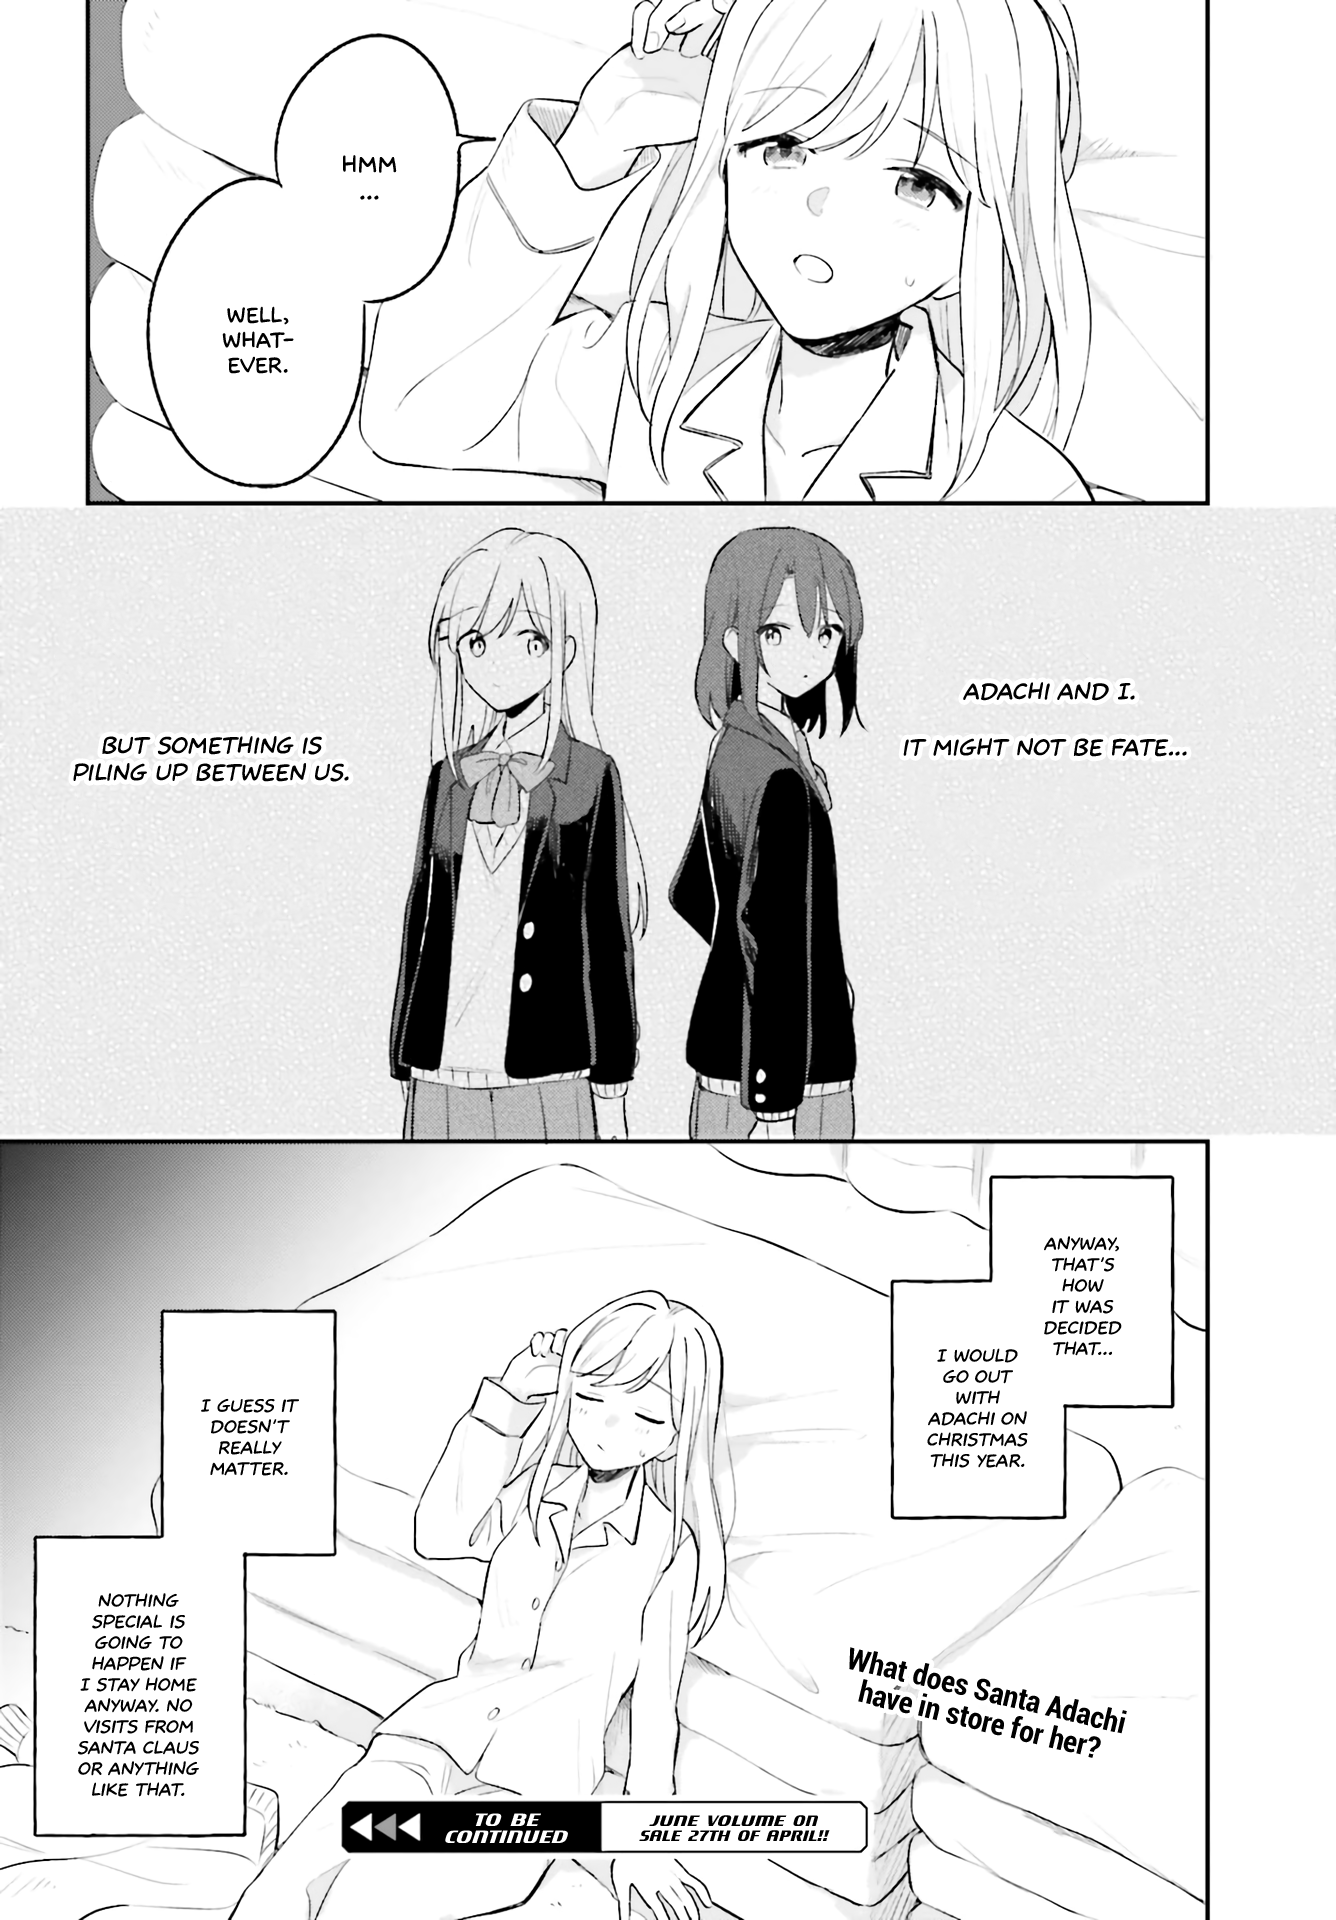 HMM
...
WELL,
WHAT-
EVER.
ADACHI AND I.
IT MIGHT NOT BE FATE...
BUT SOMETHING IS
PILING UP BETWEEN US.
ANYWAY,
THAT'S
HOW
IT WAS
DECIDED
THAT...
I WOULD
GO OUT
WITH
ADACHI ON
CHRISTMAS
THIS YEAR.
I GUESS IT
DOESN'T
REALLY
MATTER.
NOTHING
SPECIAL IS
GOING TO
HAPPEN IF
I STAY HOME
ANYWAY. NO
VISITS FROM
SANTA CLAUS
OR ANYTHING
LIKE THAT.
What does Santa Adachi
have in store for her?
TO BE
CONTINUED
JUNE VOLUME ON
SALE 27TH OF APRIL!!